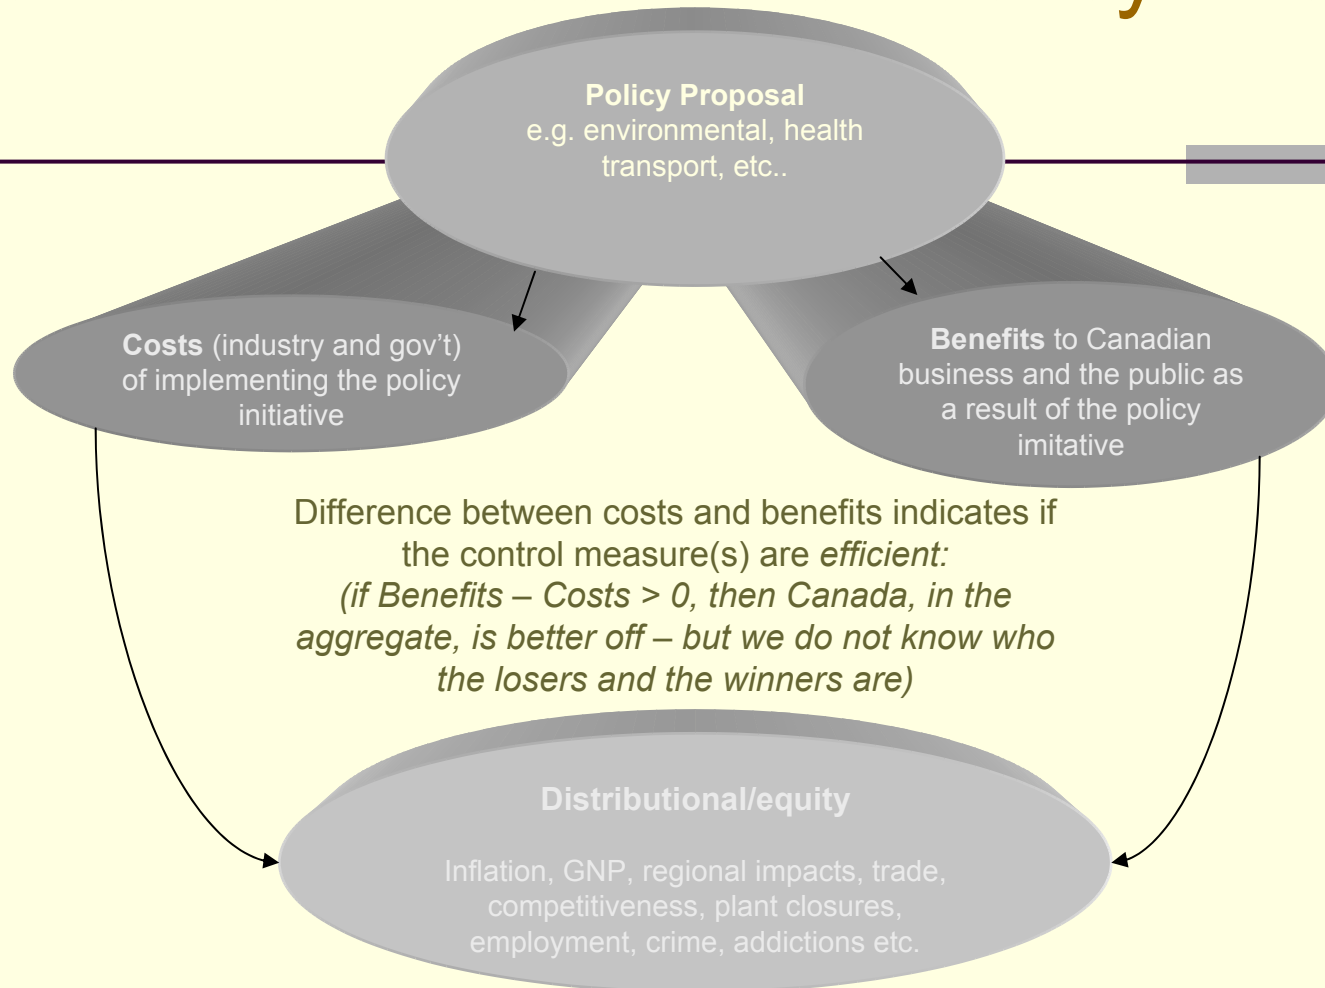 Policy Proposal
e.g. environmental, health
transport, etc..
Costs (industry and gov't)
of implementing the policy
initiative
Benefits to Canadian
business and the public as
a result of the policy
imitative
Difference between costs and benefits indicates if
the control measure(s) are efficient:
(if Benefits – Costs > 0, then Canada, in the
aggregate, is better off – but we do not know who
the losers and the winners are)
Distributional/equity
Inflation, GNP, regional impacts, trade,
competitiveness, plant closures,
employment, crime, addictions etc.